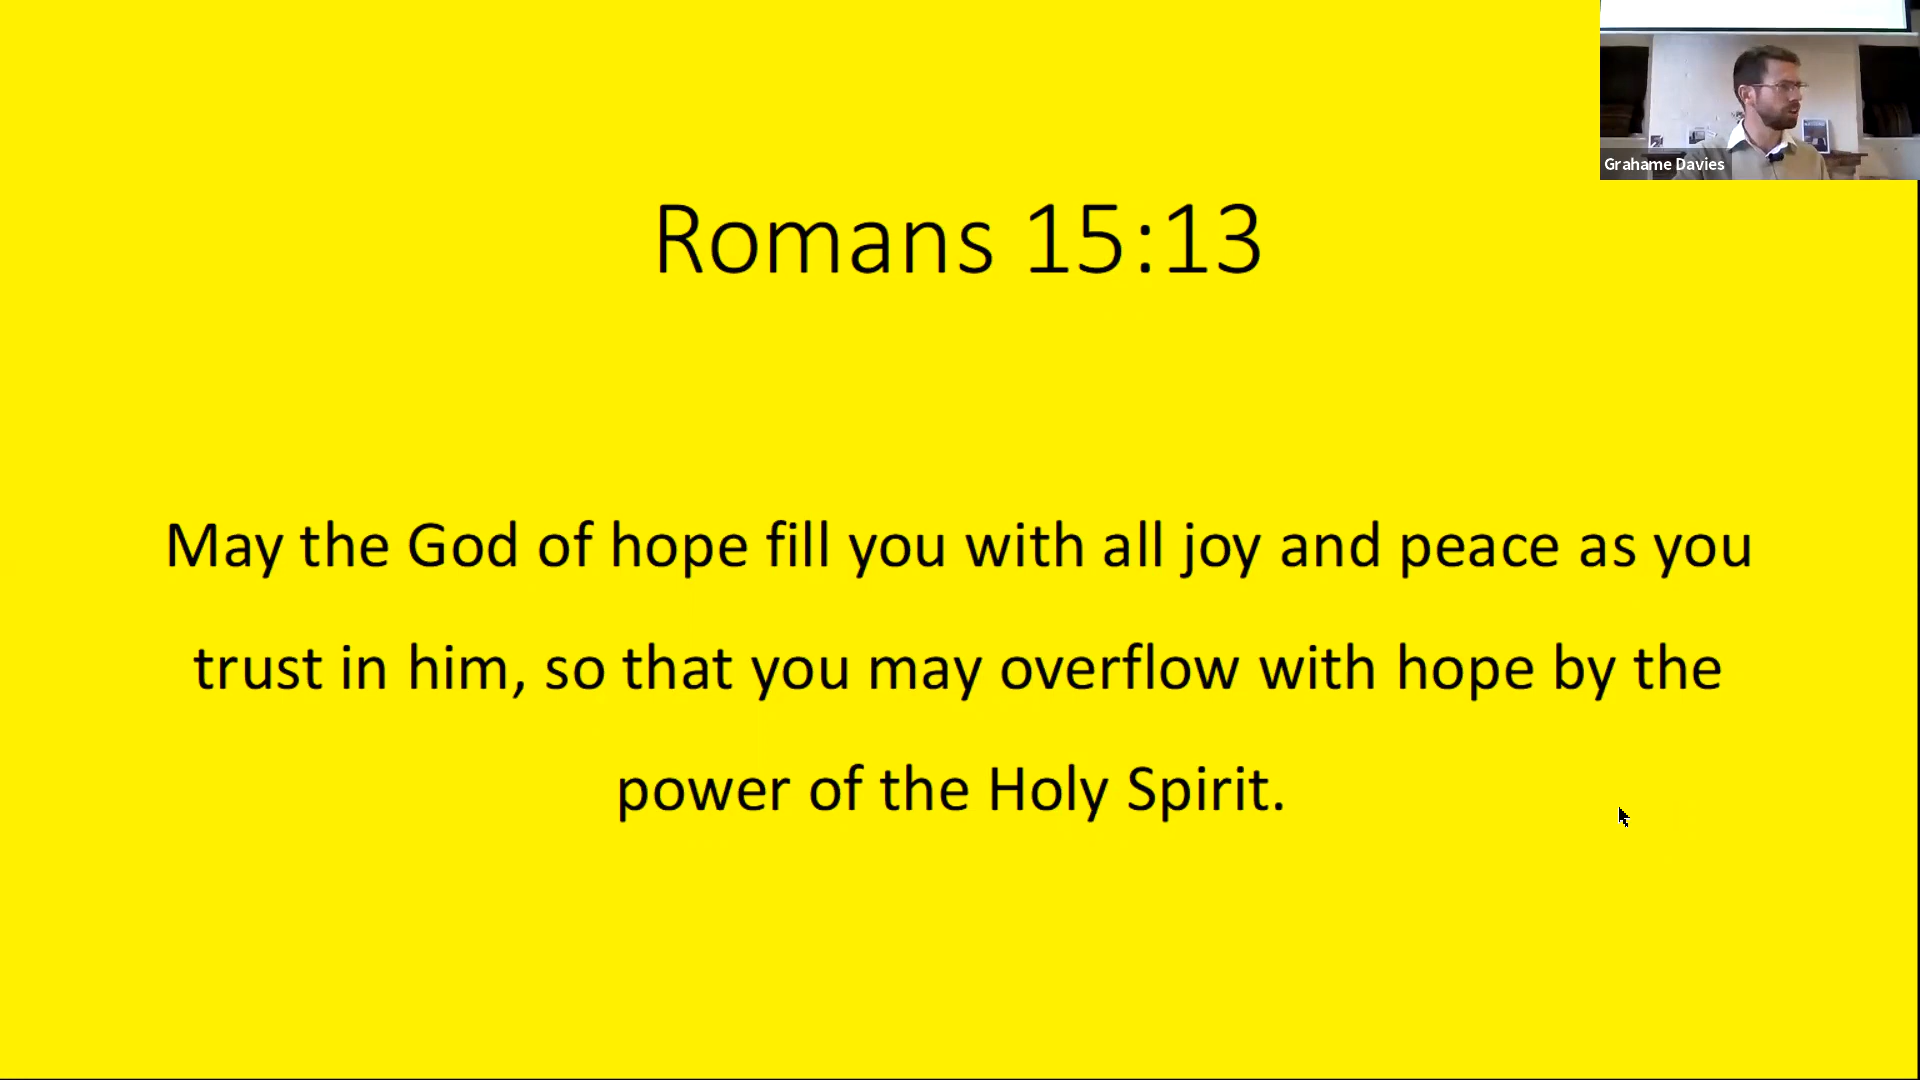 Grahame Davies
Romans 15:13
May the God of hope fill you with all joy and peace as you
trust in him, so that you may overflow with hope by the
power of the Holy Spirit.